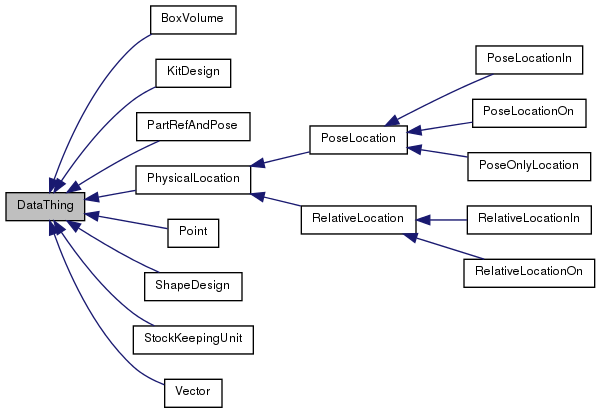 BoxVolume
KitDesign
PartRefAndPose
PhysicalLocation
DataThing
Point
ShapeDesign
StockKeepingUnit
Vector
PoseLocation
RelativeLocation
PoseLocationIn
PoseLocationOn
PoseOnlyLocation
RelativeLocationIn
RelativeLocationOn